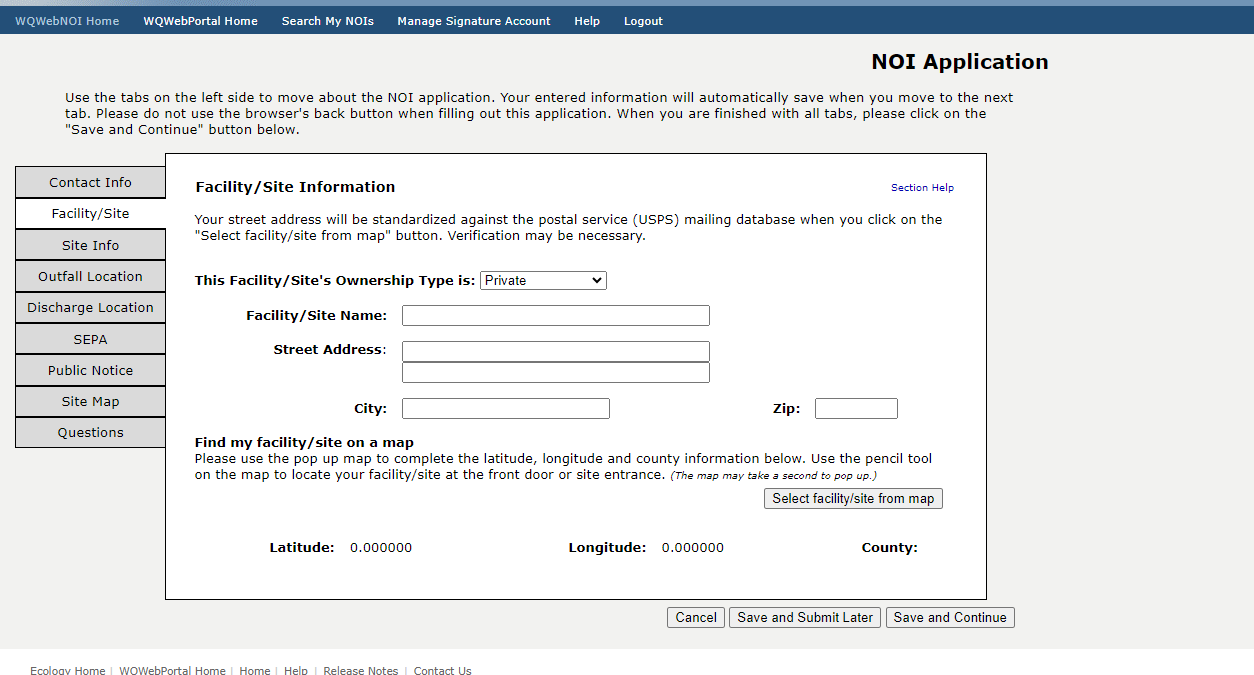 WQWebNOI Home WQWebPortal Home Search My NOIs Manage Signature Account Help Logout
NOI Application
Use the tabs on the left side to move about the NOI application. Your entered information will automatically save when you move to the next
tab. Please do not use the browser's back button when filling out this application. When you are finished with all tabs, please click on the
"Save and Continue" button below.
Contact Info
Facility/Site
Site Info
Outfall Location
Discharge Location
SEPA
Public Notice
Site Map
Questions
Facility/Site Information
Section Help
Your street address will be standardized against the postal service (USPS) mailing database when you click on the
"Select facility/site from map" button. Verification may be necessary.
This Facility/Site's Ownership Type is: Private
Facility/Site Name:
Street Address:
City: Zip:
Find my facility/site on a map
Please use the pop up map to complete the latitude, longitude and county information below. Use the pencil tool
on the map to locate your facility/site at the front door or site entrance. (The map may take a second to pop up.)
Select facility/site from map
Latitude: 0.000000 Longitude: 0.000000 County:
Cancel Save and Submit Later Save and Continue
Ecology Home | WQWebPortal Home | Home | Help | Release Notes | Contact Us